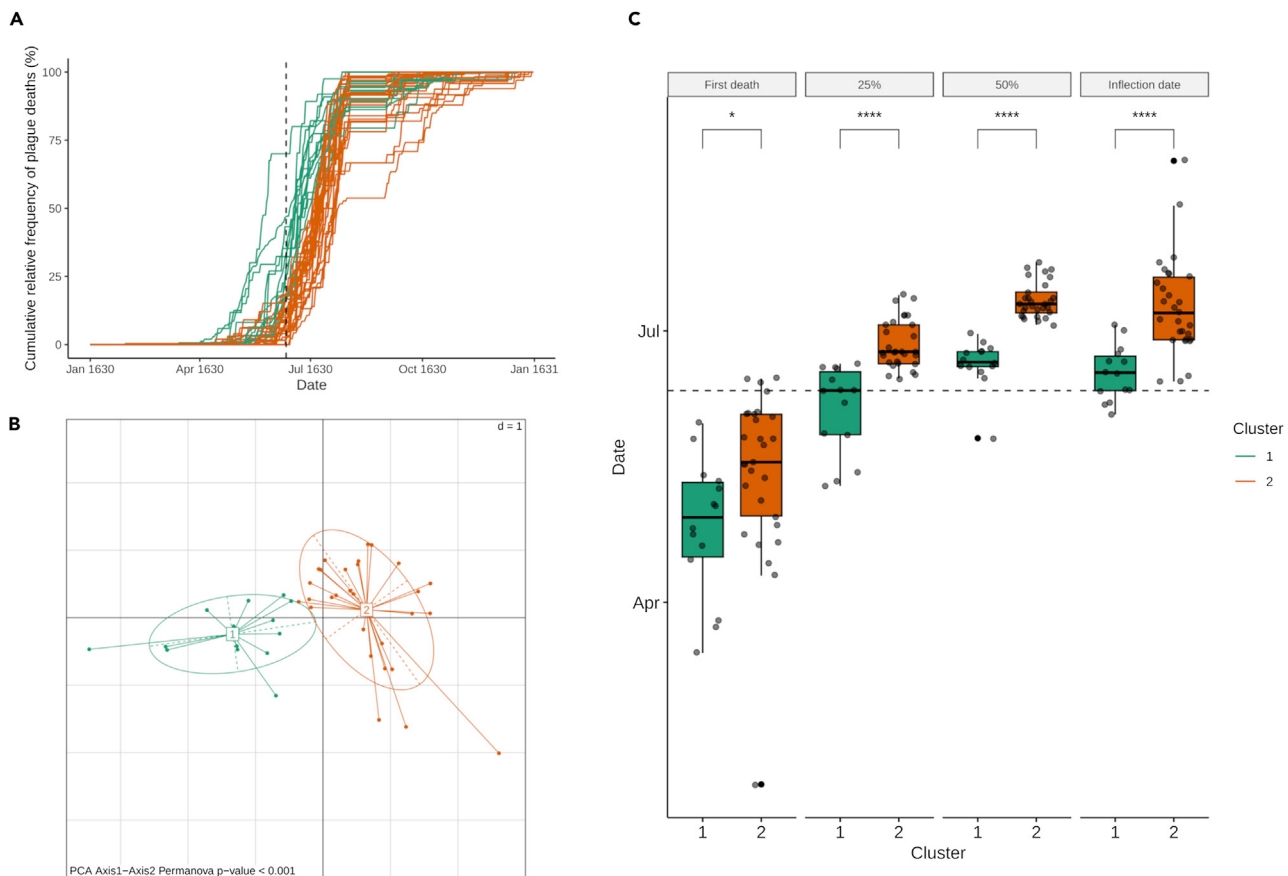 A
Cumulative relative frequency of plague deaths (%)
100
75
50
25
0
Jan 1630 Apr 1630 Jul 1630 Oct 1630 Jan 1631
Date
B
d = 1
1
2
PCA Axis1−Axis2 Permanova p−value < 0.001
C
First death 25% 50% Inflection date
* **** **** ****
Jul
Apr
Date
1 2 1 2 1 2 1 2
Cluster
Cluster
1
2